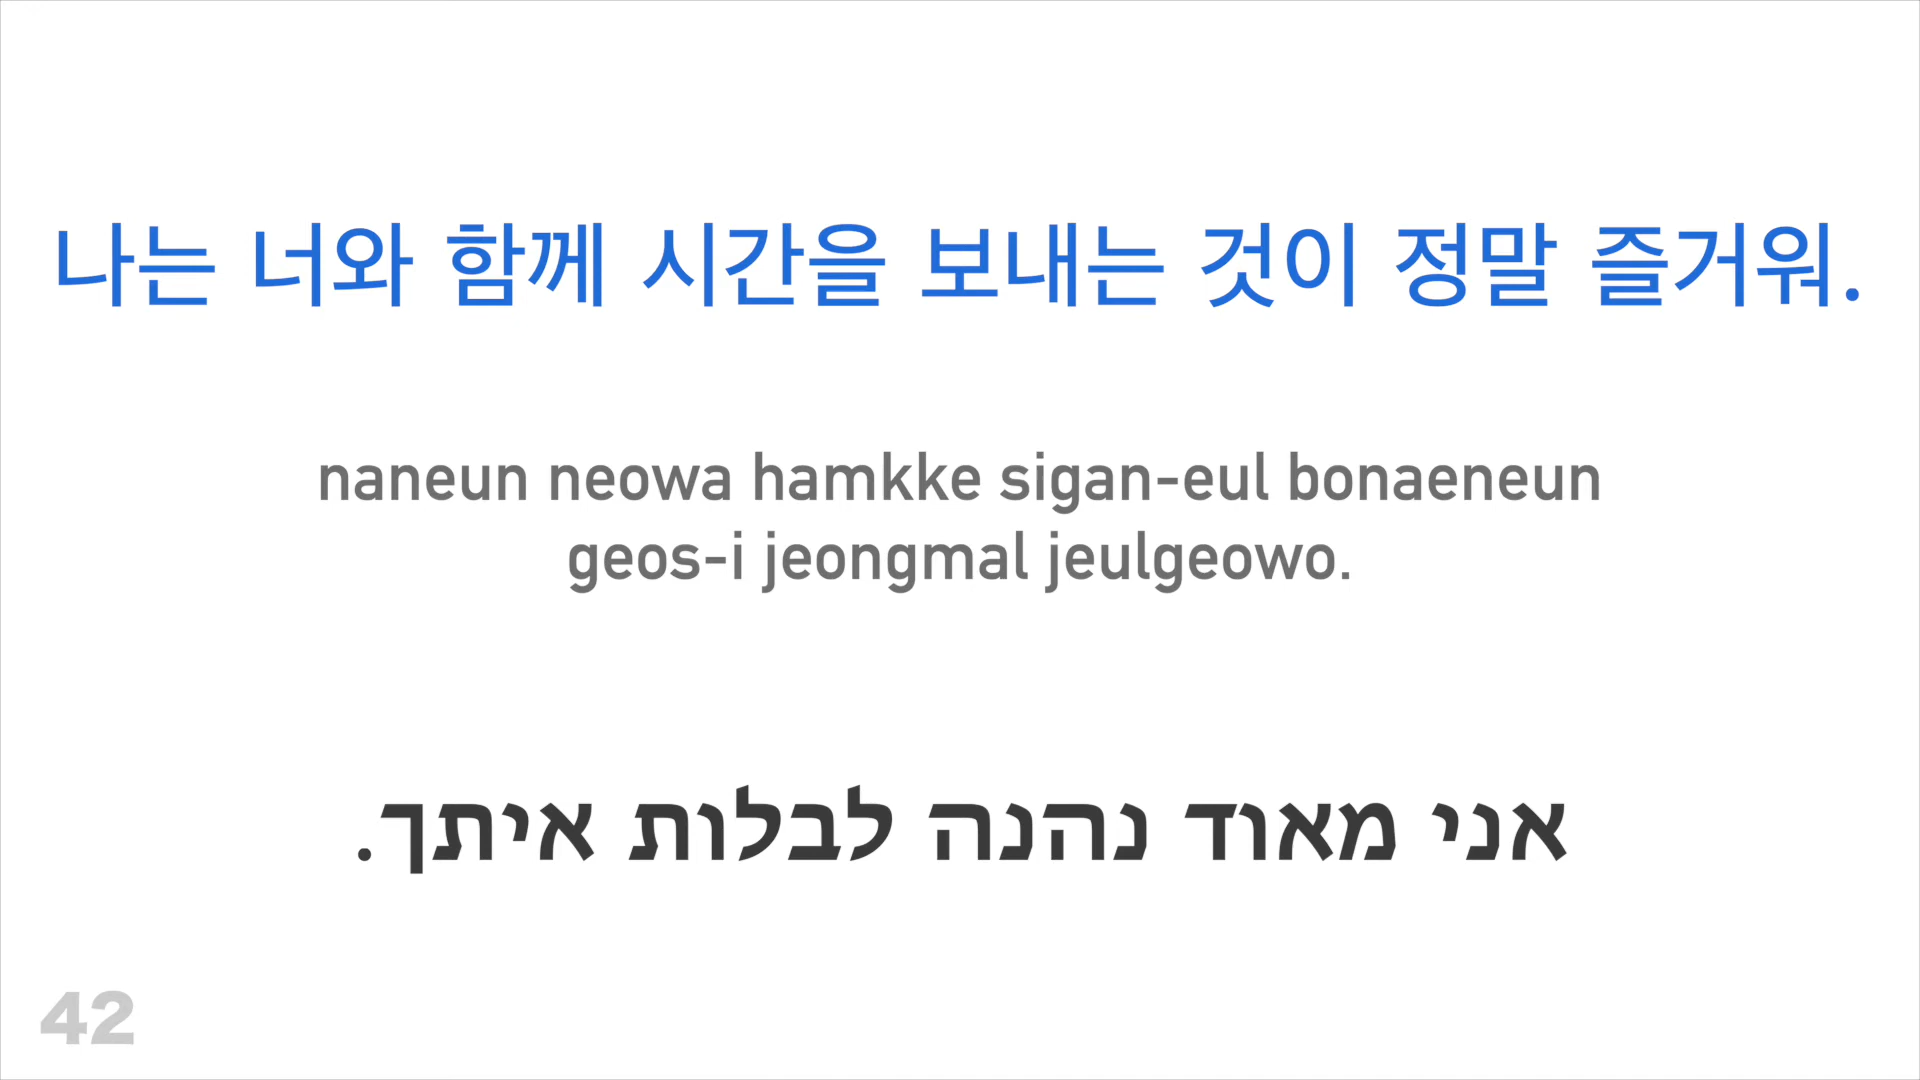 나는 너와 함께 시간을 보내는 것이 정말 즐거워.
naneun neowa hamkke sigan-eul bonaeneun
geos-i jeongmal jeulgeowo.
אני מאוד נהנה לבלות איתך.
42